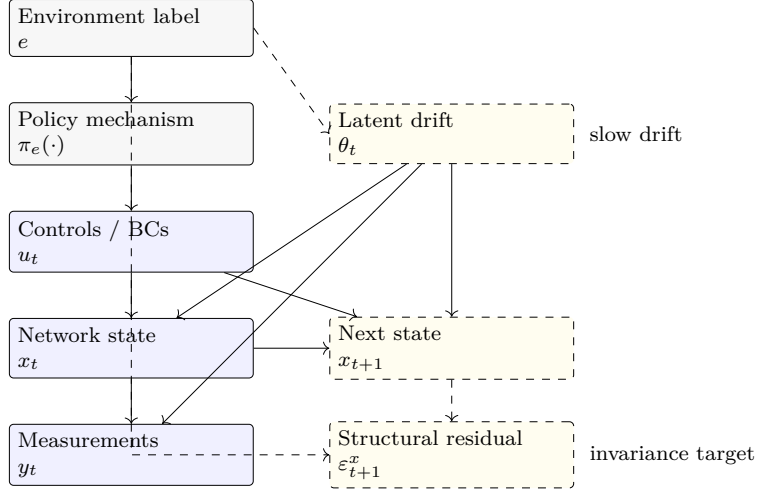 Environment label
e
Policy mechanism
π_e(·)
Latent drift
θ_t
slow drift
Controls / BCs
u_t
Network state
x_t
Next state
x_{t+1}
Measurements
y_t
Structural residual
ε^x_{t+1}
invariance target